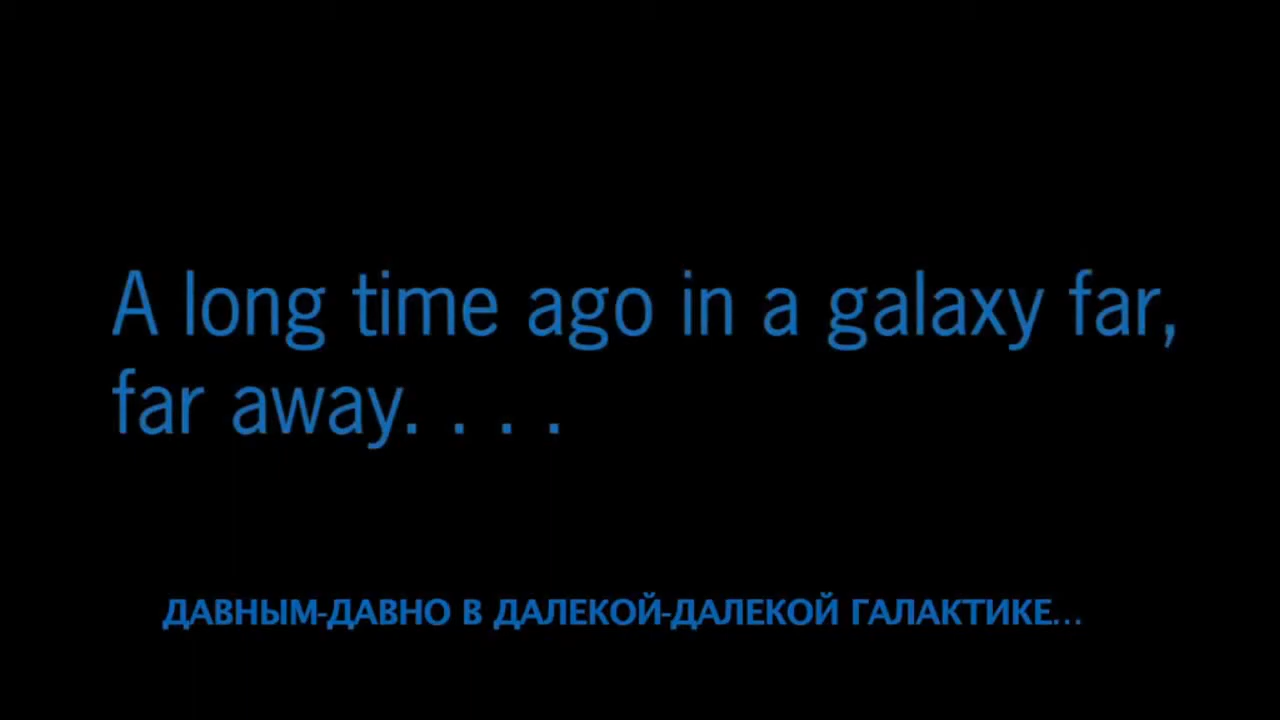 A long time ago in a galaxy far,
far away. . . .
ДАВНЫМ-ДАВНО В ДАЛЕКОЙ-ДАЛЕКОЙ ГАЛАКТИКЕ...